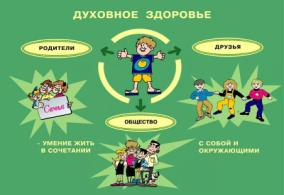 ДУХОВНОЕ ЗДОРОВЬЕ
РОДИТЕЛИ
ДРУЗЬЯ
Семья
ОБЩЕСТВО
- УМЕНИЕ ЖИТЬ
В СОЧЕТАНИИ
С СОБОЙ И
ОКРУЖАЮЩИМИ